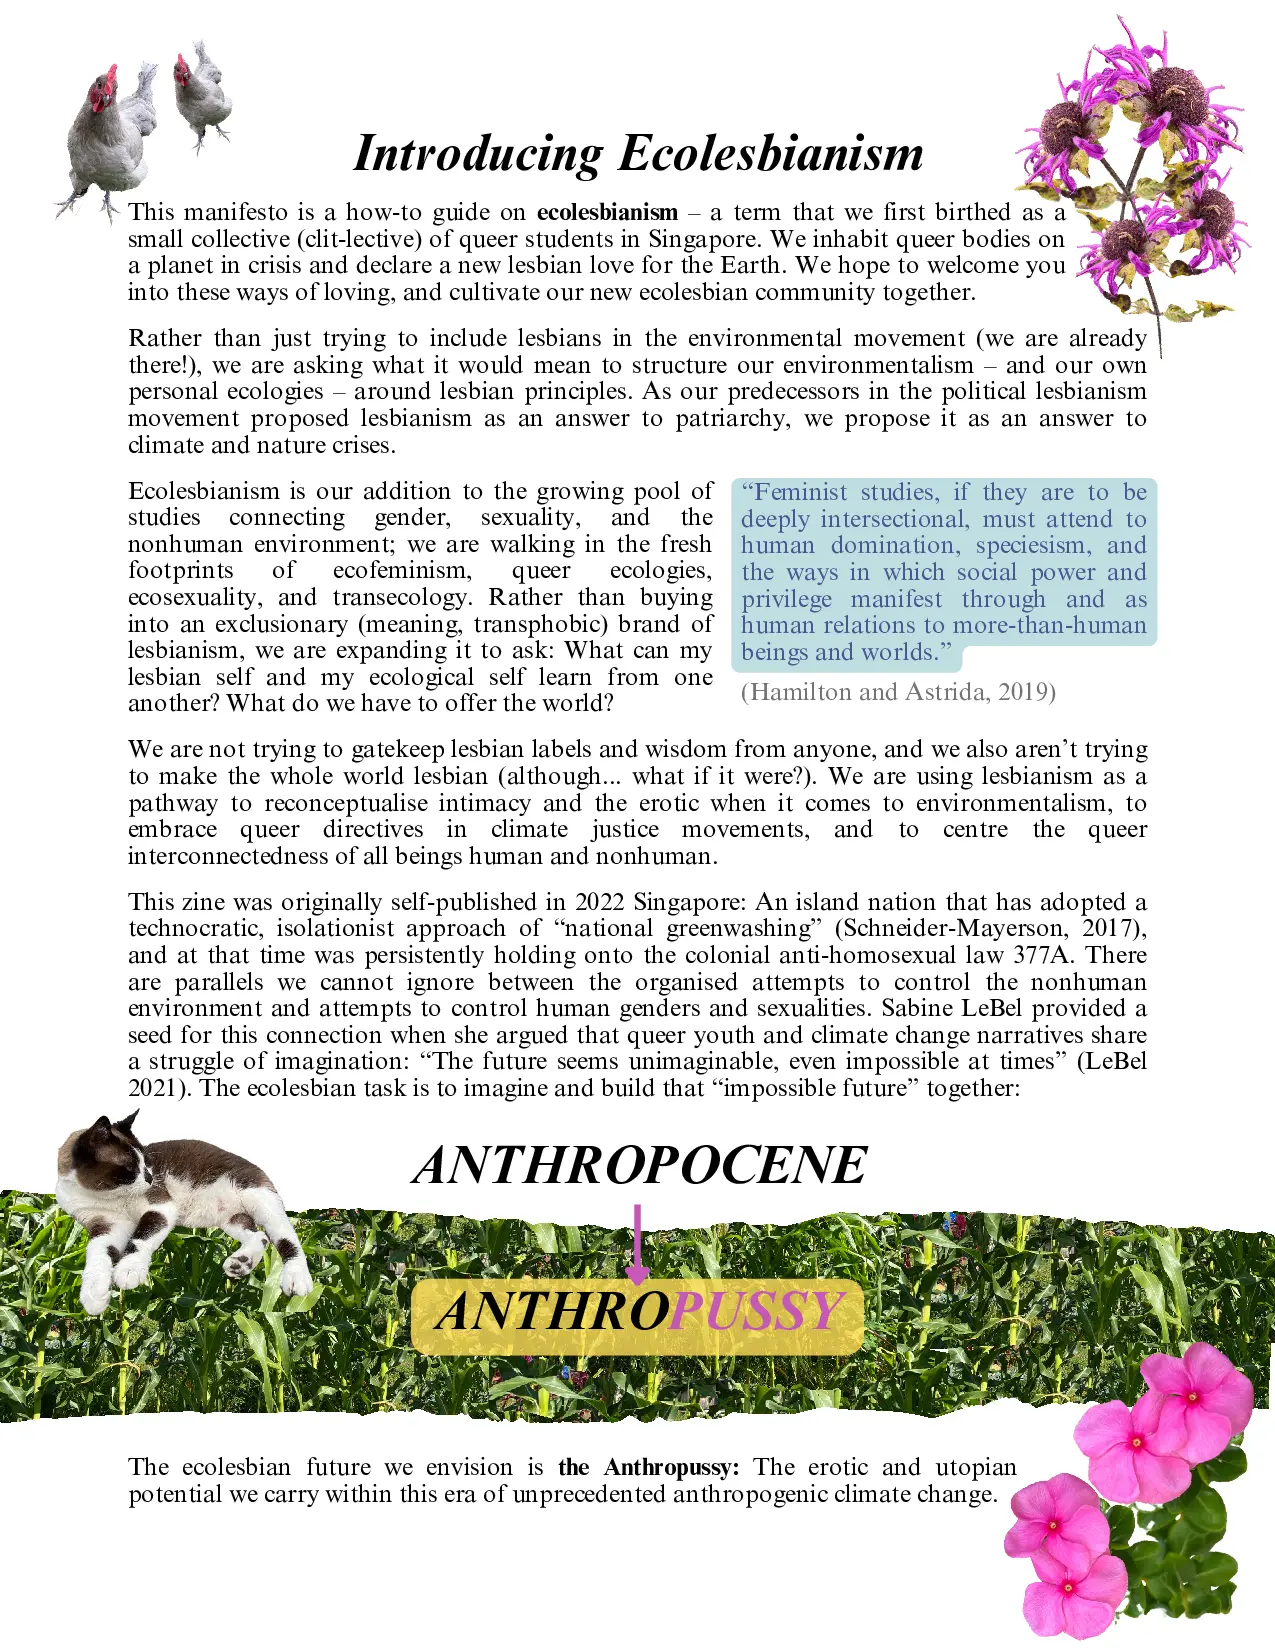 Introducing Ecolesbianism
This manifesto is a how-to guide on ecolesbianism – a term that we first birthed as a
small collective (clit-lective) of queer students in Singapore. We inhabit queer bodies on
a planet in crisis and declare a new lesbian love for the Earth. We hope to welcome you
into these ways of loving, and cultivate our new ecolesbian community together.
Rather than just trying to include lesbians in the environmental movement (we are already
there!), we are asking what it would mean to structure our environmentalism – and our own
personal ecologies – around lesbian principles. As our predecessors in the political lesbianism
movement proposed lesbianism as an answer to patriarchy, we propose it as an answer to
climate and nature crises.
Ecolesbianism is our addition to the growing pool of
studies connecting gender, sexuality, and the
nonhuman environment; we are walking in the fresh
footprints of ecofeminism, queer ecologies,
ecosexuality, and transecology. Rather than buying
into an exclusionary (meaning, transphobic) brand of
lesbianism, we are expanding it to ask: What can my
lesbian self and my ecological self learn from one
another? What do we have to offer the world?
“Feminist studies, if they are to be
deeply intersectional, must attend to
human domination, speciesism, and
the ways in which social power and
privilege manifest through and as
human relations to more-than-human
beings and worlds.”
(Hamilton and Astrida, 2019)
We are not trying to gatekeep lesbian labels and wisdom from anyone, and we also aren’t trying
to make the whole world lesbian (although... what if it were?). We are using lesbianism as a
pathway to reconceptualise intimacy and the erotic when it comes to environmentalism, to
embrace queer directives in climate justice movements, and to centre the queer
interconnectedness of all beings human and nonhuman.
This zine was originally self-published in 2022 Singapore: An island nation that has adopted a
technocratic, isolationist approach of “national greenwashing” (Schneider-Mayerson, 2017),
and at that time was persistently holding onto the colonial anti-homosexual law 377A. There
are parallels we cannot ignore between the organised attempts to control the nonhuman
environment and attempts to control human genders and sexualities. Sabine LeBel provided a
seed for this connection when she argued that queer youth and climate change narratives share
a struggle of imagination: “The future seems unimaginable, even impossible at times” (LeBel
2021). The ecolesbian task is to imagine and build that “impossible future” together:
ANTHROPOCENE
ANTHROPUSSY
The ecolesbian future we envision is the Anthropussy: The erotic and utopian
potential we carry within this era of unprecedented anthropogenic climate change.